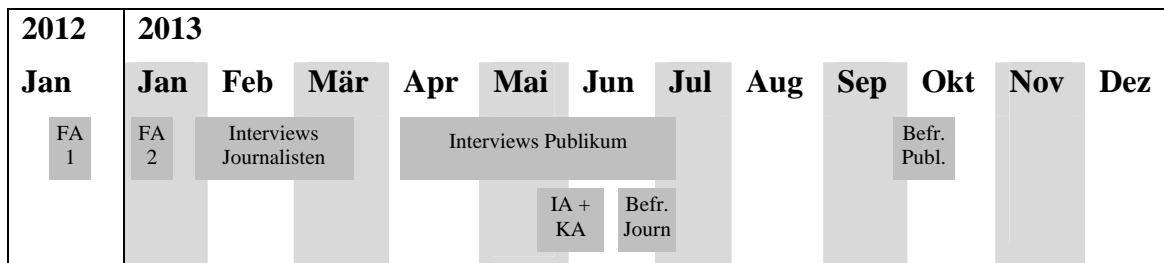 2012 2013
Jan Jan Feb Mär Apr Mai Jun Jul Aug Sep Okt Nov Dez
FA
1
FA
2
Interviews
Journalisten
Interviews Publikum
Befr.
Publ.
IA +
KA
Befr.
Journ